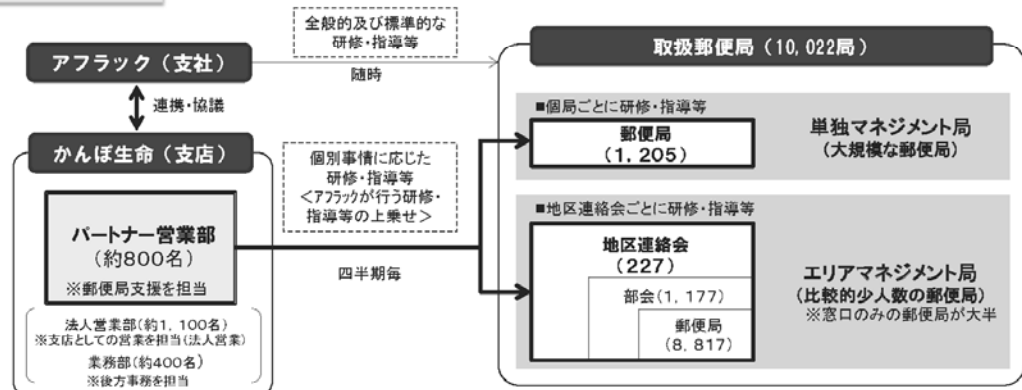 全般的及び標準的な
研修・指導等
随時
アフラック（支社）
連携・協議
かんぽ生命（支店）
パートナー営業部
（約800名）
※郵便局支援を担当
法人営業部（約1，100名）
※支店としての営業を担当（法人営業）
業務部（約400名）
※後方事務を担当
個別事情に応じた
研修・指導等
＜アフラックが行う研修・
指導等の上乗せ＞
四半期毎
取扱郵便局（10，022局）
■個局ごとに研修・指導等
郵便局
（1，205）
単独マネジメント局
（大規模な郵便局）
■地区連絡会ごとに研修・指導等
地区連絡会
（227）
部会（1，177）
郵便局
（8，817）
エリアマネジメント局
（比較的少人数の郵便局）
※窓口のみの郵便局が大半